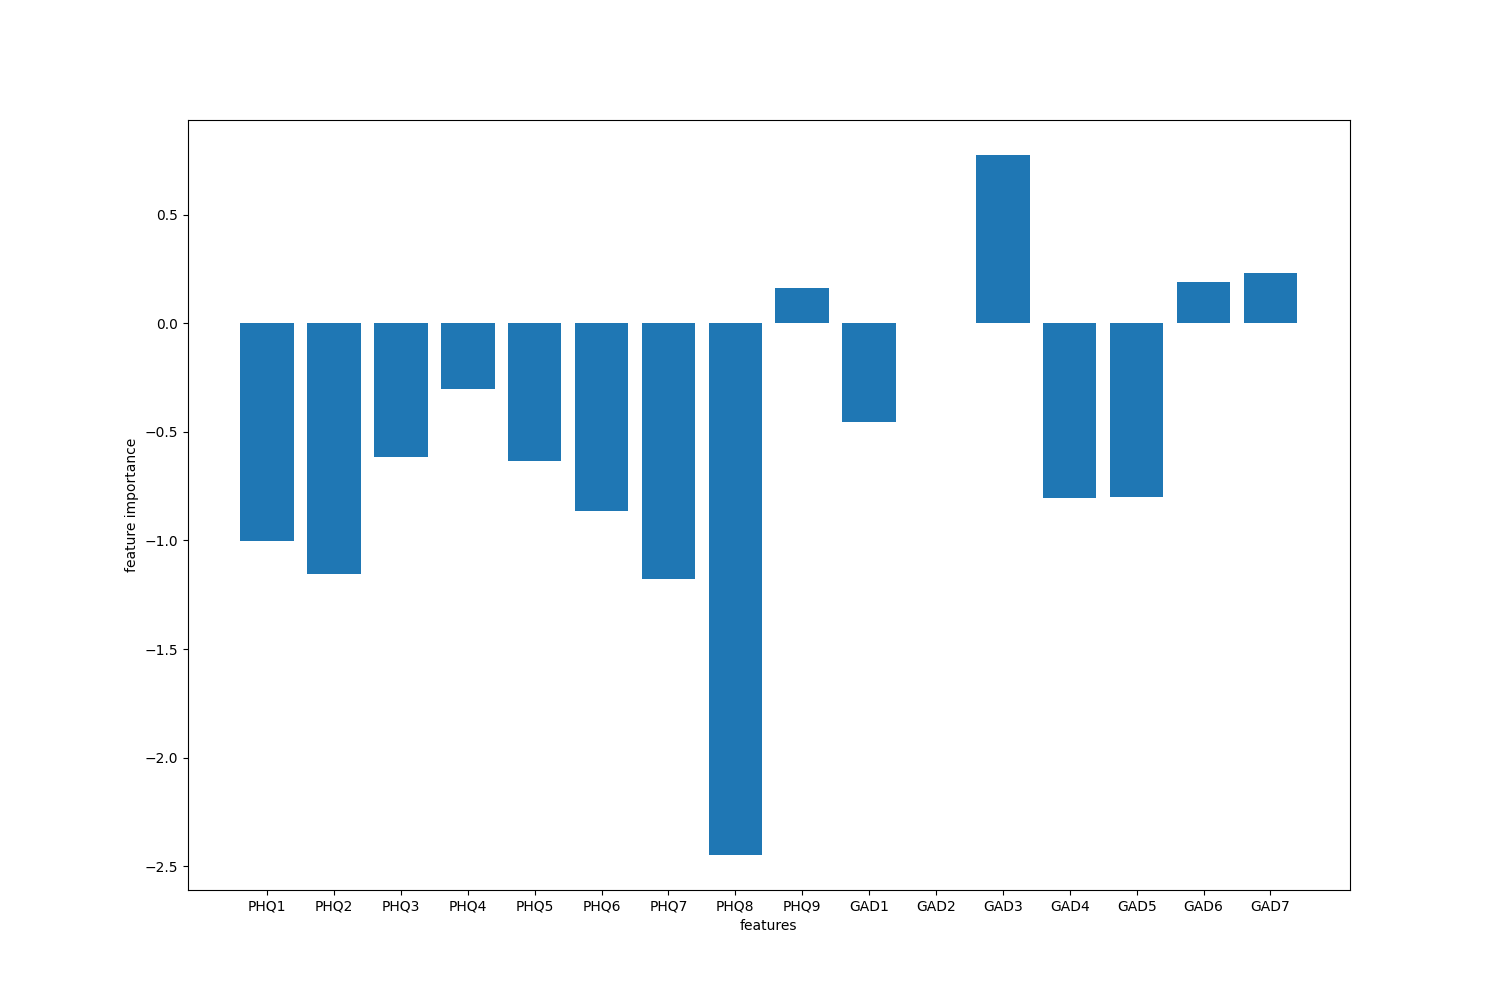 0.5
0.0
−0.5
−1.0
−1.5
−2.0
−2.5
feature importance
PHQ1 PHQ2 PHQ3 PHQ4 PHQ5 PHQ6 PHQ7 PHQ8 PHQ9 GAD1 GAD2 GAD3 GAD4 GAD5 GAD6 GAD7
features